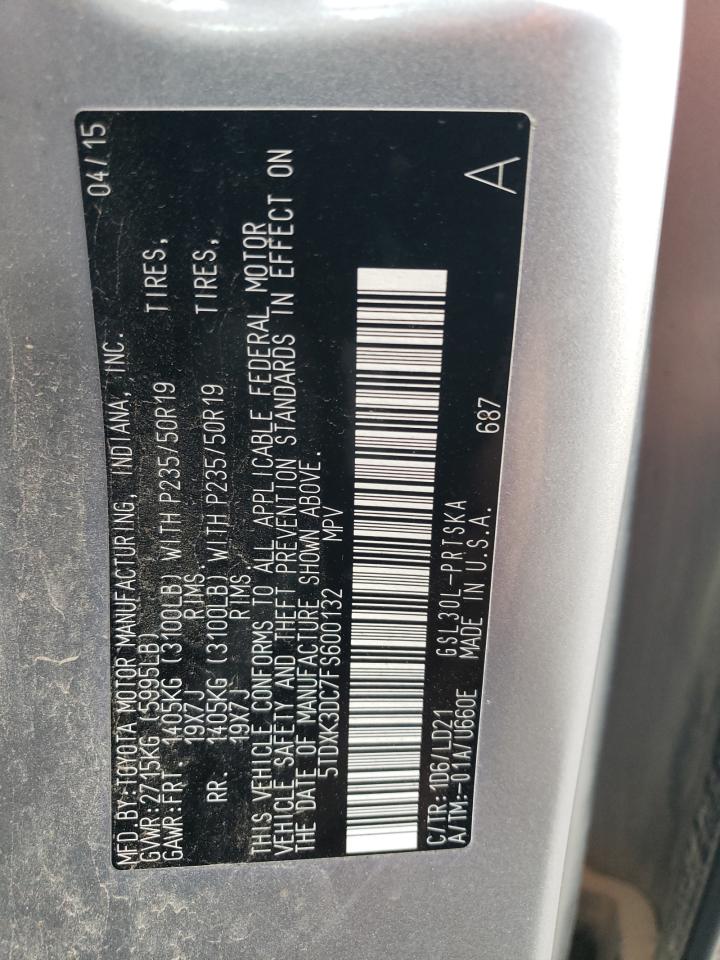 MFD.BY:TOYOTA MOTOR MANUFACTURING, INDIANA, INC. 04/15
GVWR:2715KG (5995LB)
GAWR:FRT. 1405KG (3100LB) WITH P235/50R19 TIRES,
19X7J RIMS.
RR. 1405KG (3100LB) WITH P235/50R19 TIRES,
19X7J RIMS.
THIS VEHICLE CONFORMS TO ALL APPLICABLE FEDERAL MOTOR
VEHICLE SAFETY AND THEFT PREVENTION STANDARDS IN EFFECT ON
THE DATE OF MANUFACTURE SHOWN ABOVE.
5TDXK3DC7FS600132 MPV
C/TR:1D6/LD21 GSL30L-PRTSKA
A/TM:-01A/U660E MADE IN U.S.A. 687 A